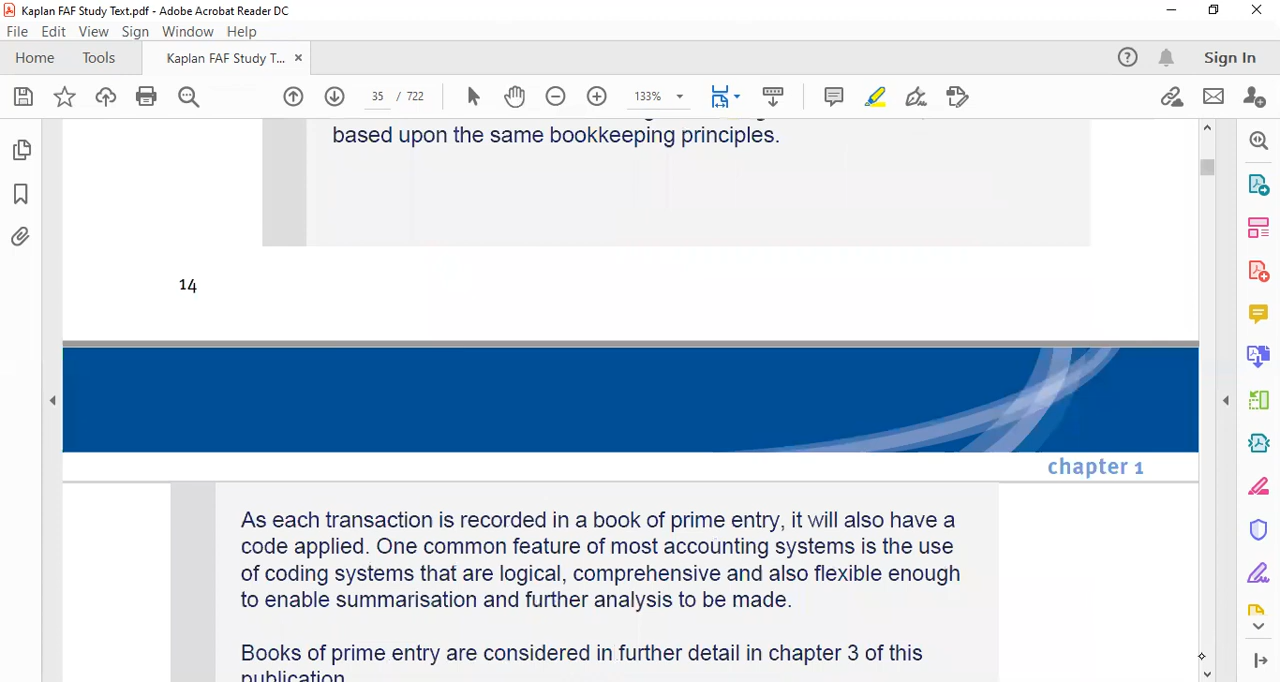 Kaplan FAF Study Text.pdf - Adobe Acrobat Reader DC
File Edit View Sign Window Help
Home Tools Kaplan FAF Study T... × Sign In
35 / 722 133%
based upon the same bookkeeping principles.
14
chapter 1
As each transaction is recorded in a book of prime entry, it will also have a
code applied. One common feature of most accounting systems is the use
of coding systems that are logical, comprehensive and also flexible enough
to enable summarisation and further analysis to be made.
Books of prime entry are considered in further detail in chapter 3 of this
publication